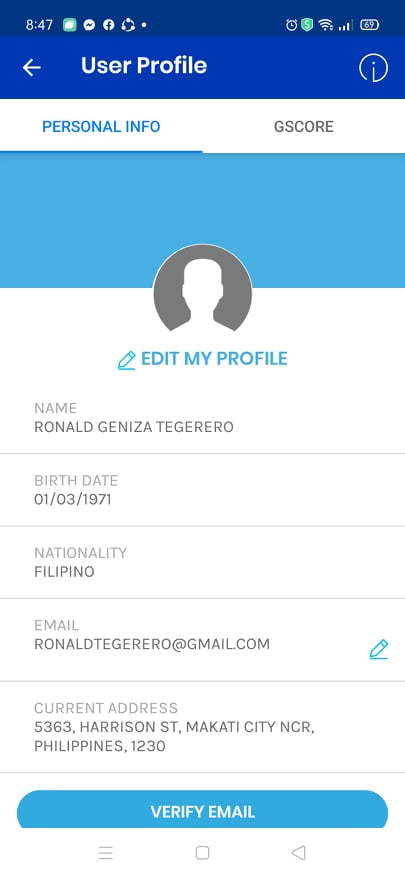 8:47
69
User Profile
PERSONAL INFO
GSCORE
EDIT MY PROFILE
NAME
RONALD GENIZA TEGERERO
BIRTH DATE
01/03/1971
NATIONALITY
FILIPINO
EMAIL
RONALDTEGERERO@GMAIL.COM
CURRENT ADDRESS
5363, HARRISON ST, MAKATI CITY NCR,
PHILIPPINES, 1230
VERIFY EMAIL